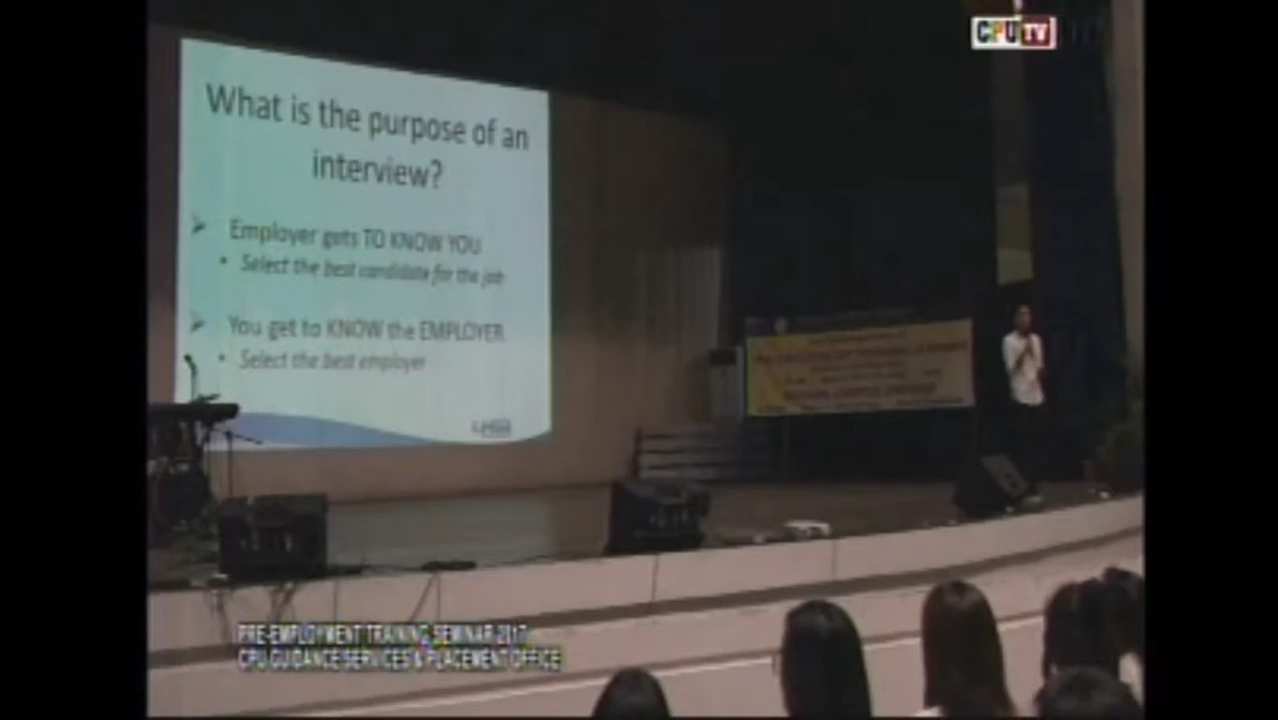 CPU TV
What is the purpose of an
interview?
Employer gets TO KNOW YOU
• Select the best candidate for the job
You get to KNOW the EMPLOYER
• Select the best employer
PRE-EMPLOYMENT TRAINING SEMINAR 2017
CPU GUIDANCE SERVICES & PLACEMENT OFFICE